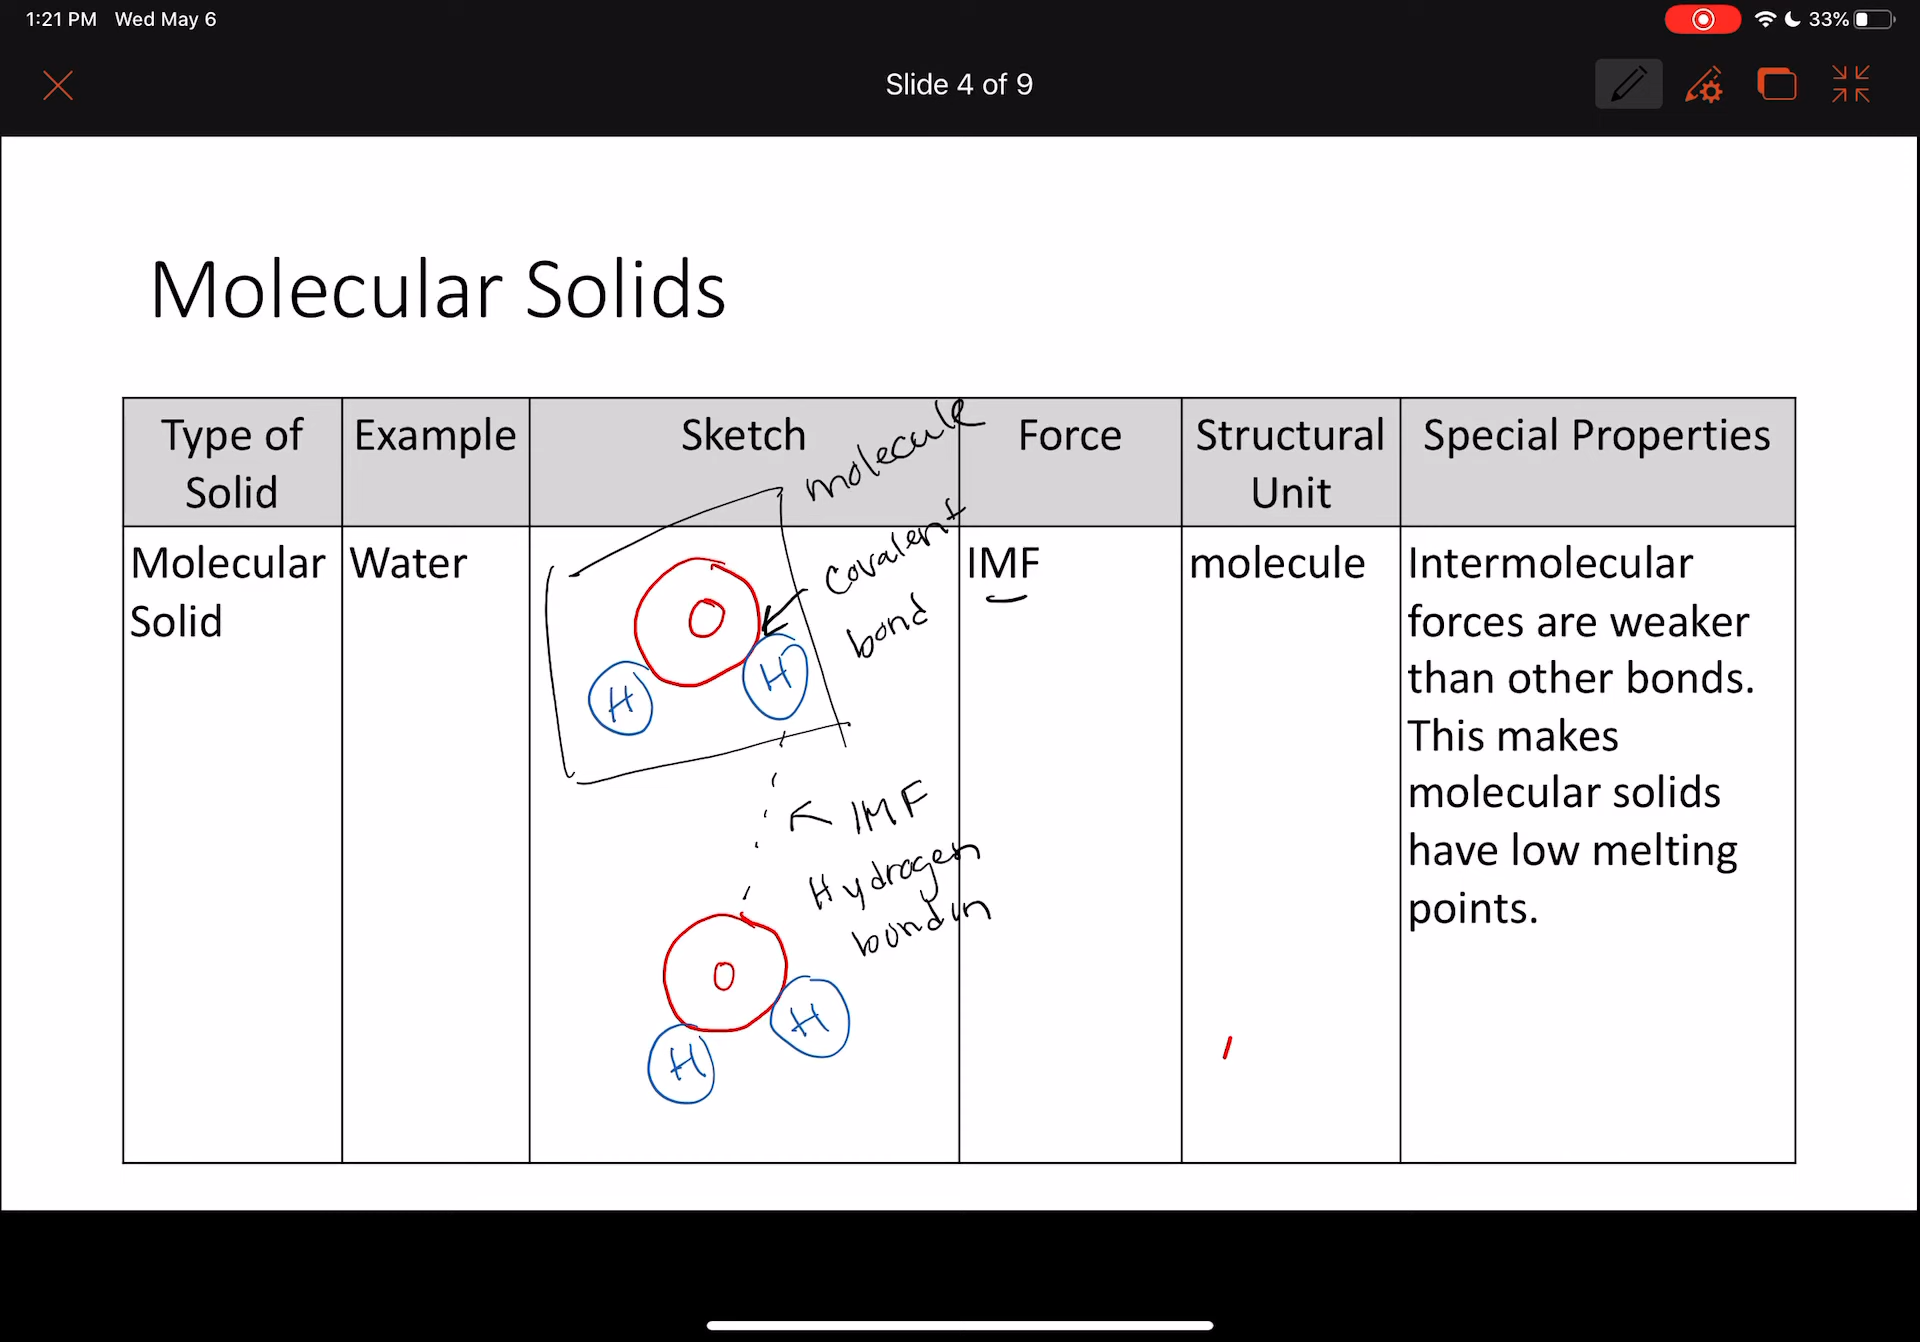 1:21 PM Wed May 6
33%
Slide 4 of 9
Molecular Solids
Type of
Solid
Example
Sketch
Force
Structural
Unit
Special Properties
Molecular
Solid
Water
molecule
Covalent
bond
O
H
H
IMF
Hydrogen
bondin
O
H
H
IMF
molecule
Intermolecular
forces are weaker
than other bonds.
This makes
molecular solids
have low melting
points.